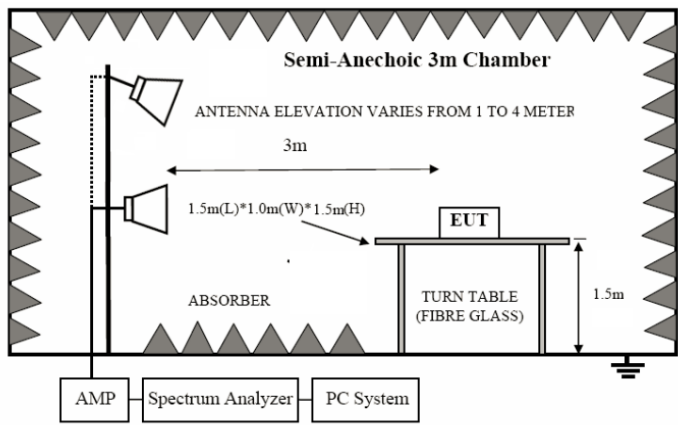 Semi-Anechoic 3m Chamber
ANTENNA ELEVATION VARIES FROM 1 TO 4 METER
3m
1.5m(L)*1.0m(W)*1.5m(H)
EUT
ABSORBER
TURN TABLE
(FIBRE GLASS)
1.5m
AMP
Spectrum Analyzer
PC System